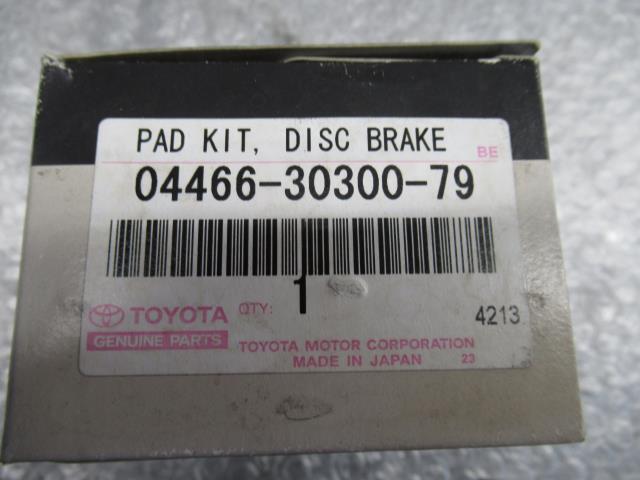 PAD KIT, DISC BRAKE
BE
04466-30300-79
TOYOTA
QTY:
1
4213
GENUINE PARTS
TOYOTA MOTOR CORPORATION
MADE IN JAPAN
23